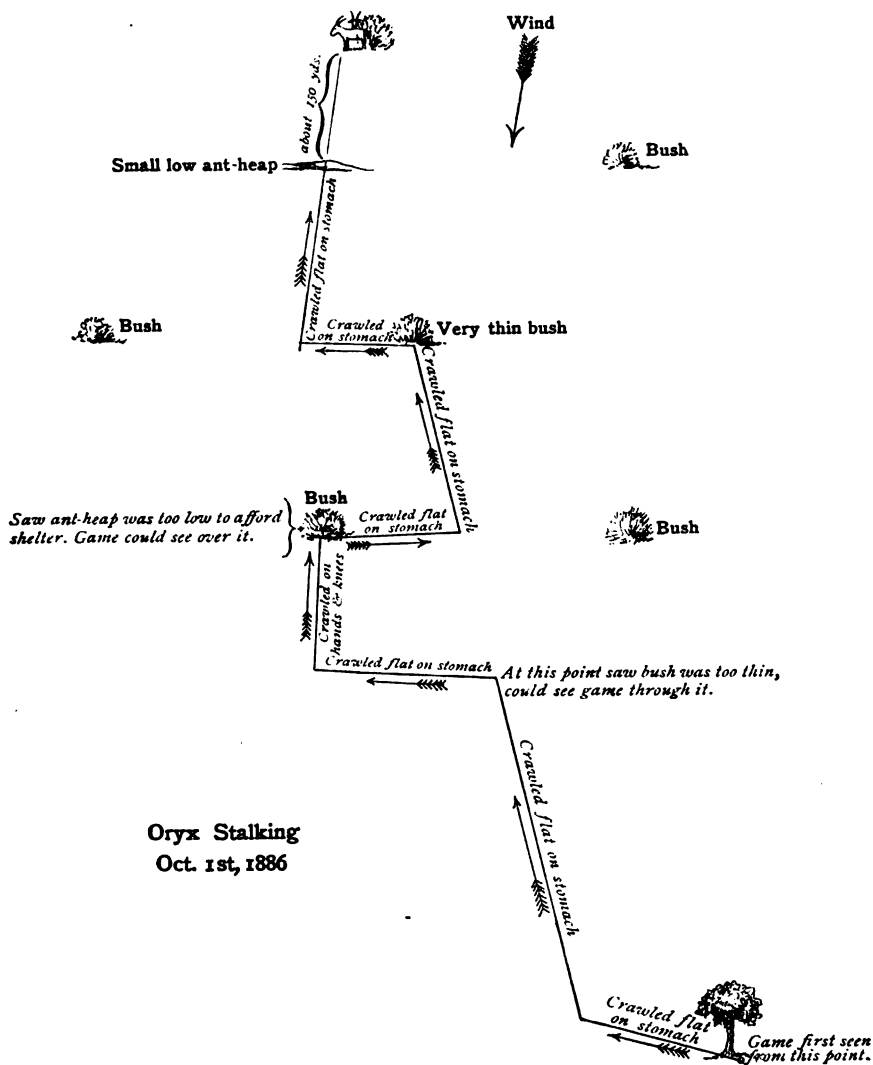 Wind
about 150 yds.
Small low ant-heap
Bush
Crawled flat on stomach
Bush
Crawled
on stomach
Very thin bush
Crawled flat on stomach
Bush
Saw ant-heap was too low to afford
shelter. Game could see over it.
Crawled flat
on stomach
Bush
Crawled on
hands & knees
Crawled flat on stomach
At this point saw bush was too thin,
could see game through it.
Crawled flat on stomach
Oryx Stalking
Oct. 1st, 1886
Crawled flat
on stomach
Game first seen
from this point.